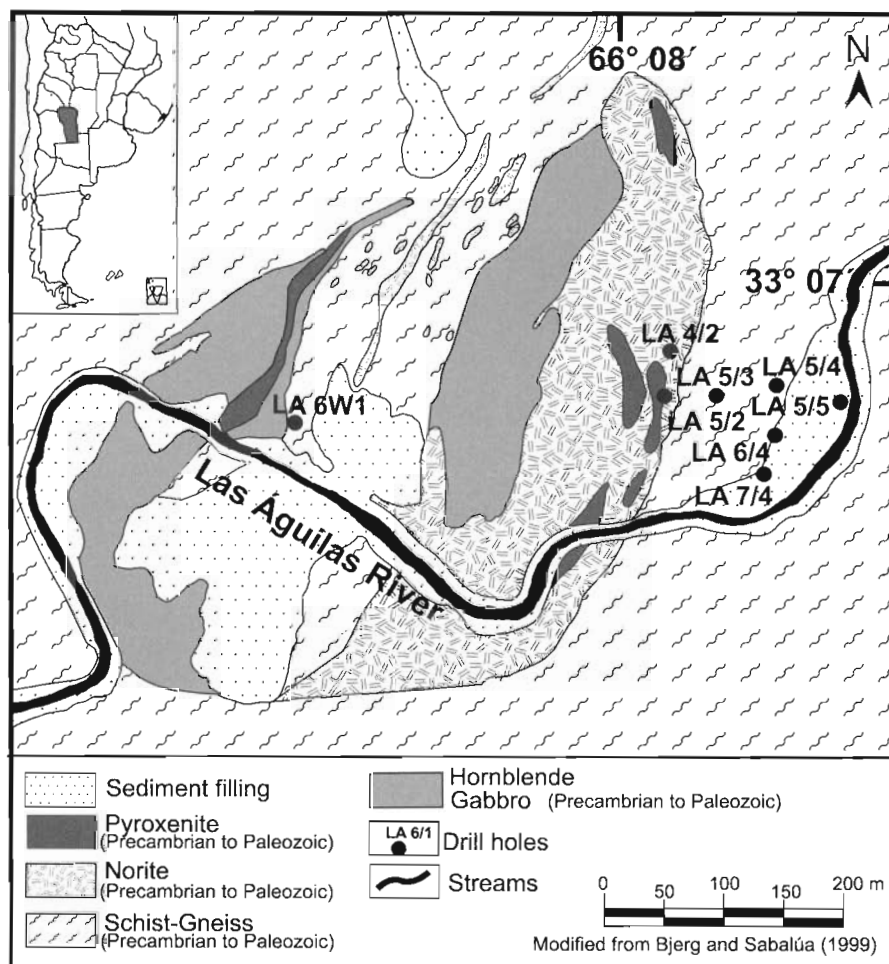 66° 08´
N
33° 07´
LA 4/2
LA 5/3
LA 5/4
LA 5/2
LA 5/5
LA 6W1
LA 6/4
LA 7/4
Las Águilas River
Sediment filling
Pyroxenite
(Precambrian to Paleozoic)
Norite
(Precambrian to Paleozoic)
Schist-Gneiss
(Precambrian to Paleozoic)
Hornblende
Gabbro (Precambrian to Paleozoic)
LA 6/1
Drill holes
Streams
0 50 100 150 200 m
Modified from Bjerg and Sabalúa (1999)